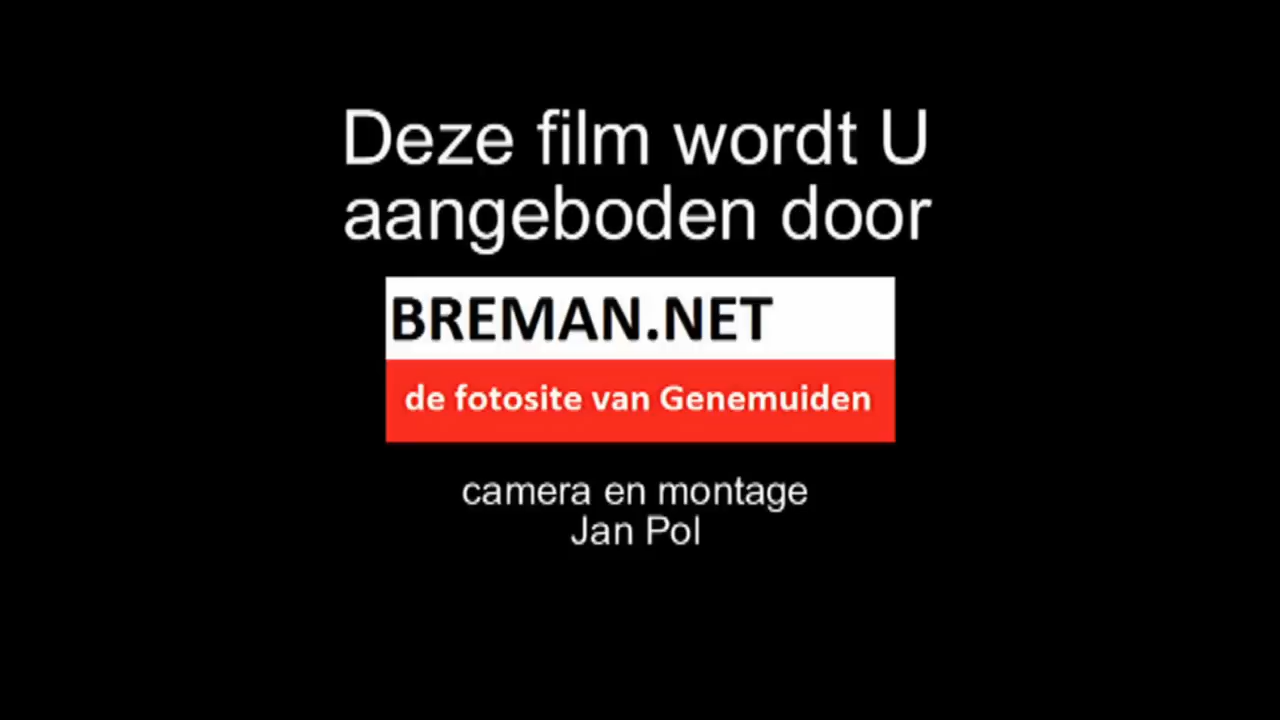 Deze film wordt U
aangeboden door
BREMAN.NET
de fotosite van Genemuiden
camera en montage
Jan Pol